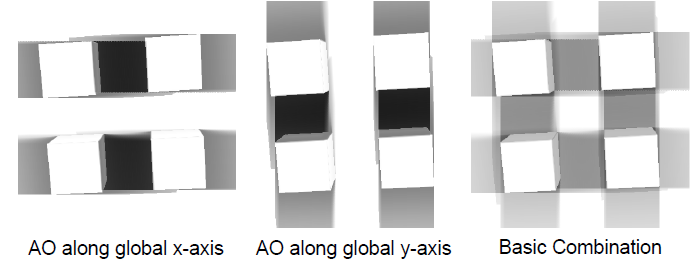 AO along global x-axis
AO along global y-axis
Basic Combination